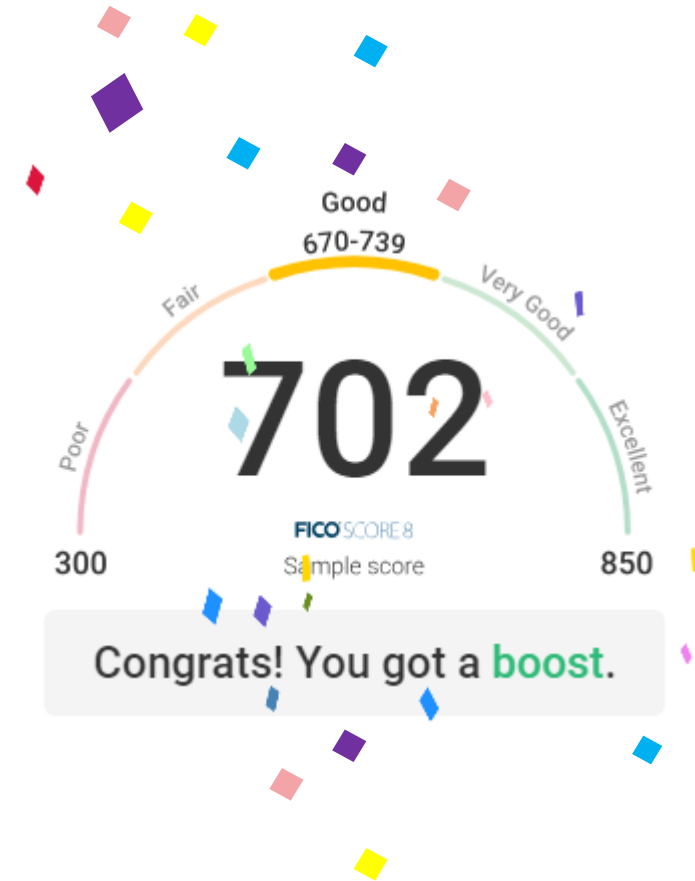 Good
670-739
Fair
Very Good
Poor
Excellent
702
FICO SCORE 8
Sample score
300
850
Congrats! You got a boost.